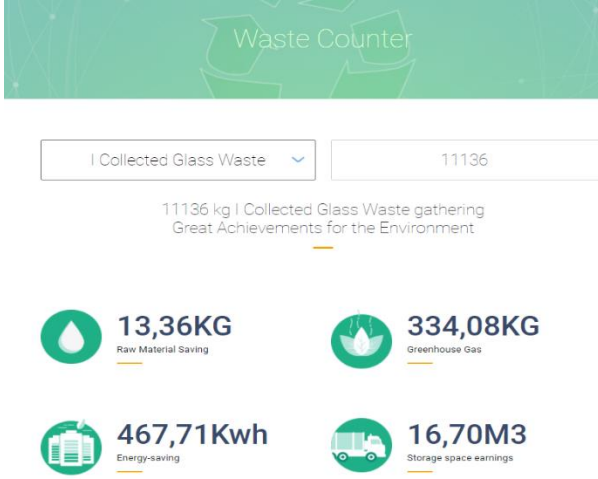 Waste Counter
I Collected Glass Waste
11136
11136 kg I Collected Glass Waste gathering
Great Achievements for the Environment
13,36KG
Raw Material Saving
334,08KG
Greenhouse Gas
467,71Kwh
Energy-saving
16,70M3
Storage space earnings